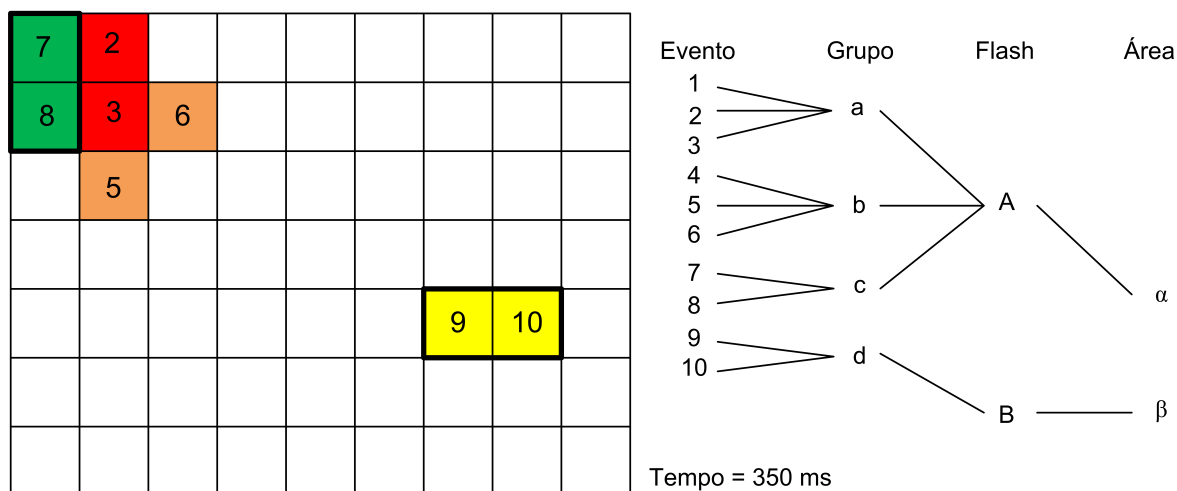 7 2
8 3 6
5
9 10
Evento Grupo Flash Área
1
2
3
a
4
5
6
b
A
7
8
c
α
9
10
d
B
β
Tempo = 350 ms